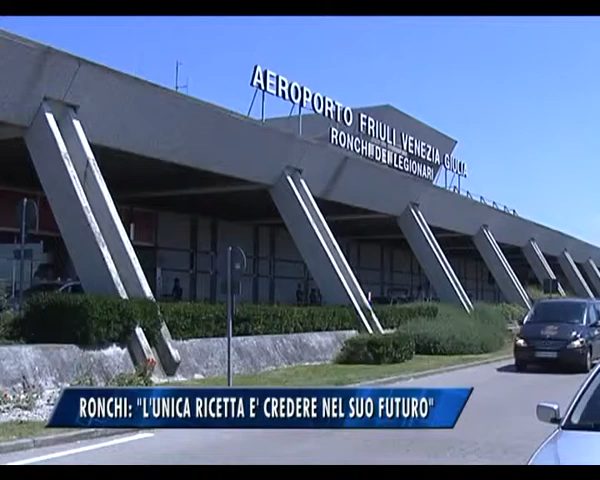 AEROPORTO FRIULI VENEZIA GIULIA
RONCHI DEI LEGIONARI
RONCHI: "L'UNICA RICETTA E' CREDERE NEL SUO FUTURO"